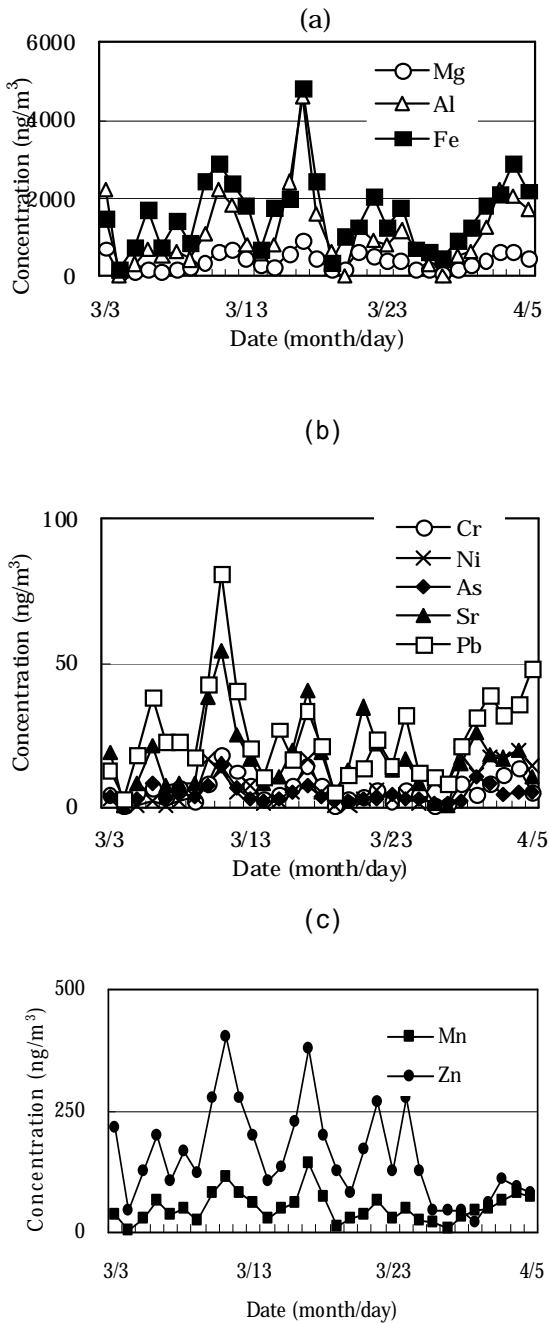 (a)
6000
4000
2000
0
Concentration (ng/m³)
Mg
Al
Fe
3/3
3/13
3/23
4/5
Date (month/day)
(b)
100
50
0
Concentration (ng/m³)
Cr
Ni
As
Sr
Pb
3/3
3/13
3/23
4/5
Date (month/day)
(c)
500
250
0
Concentration (ng/m³)
Mn
Zn
3/3
3/13
3/23
4/5
Date (month/day)